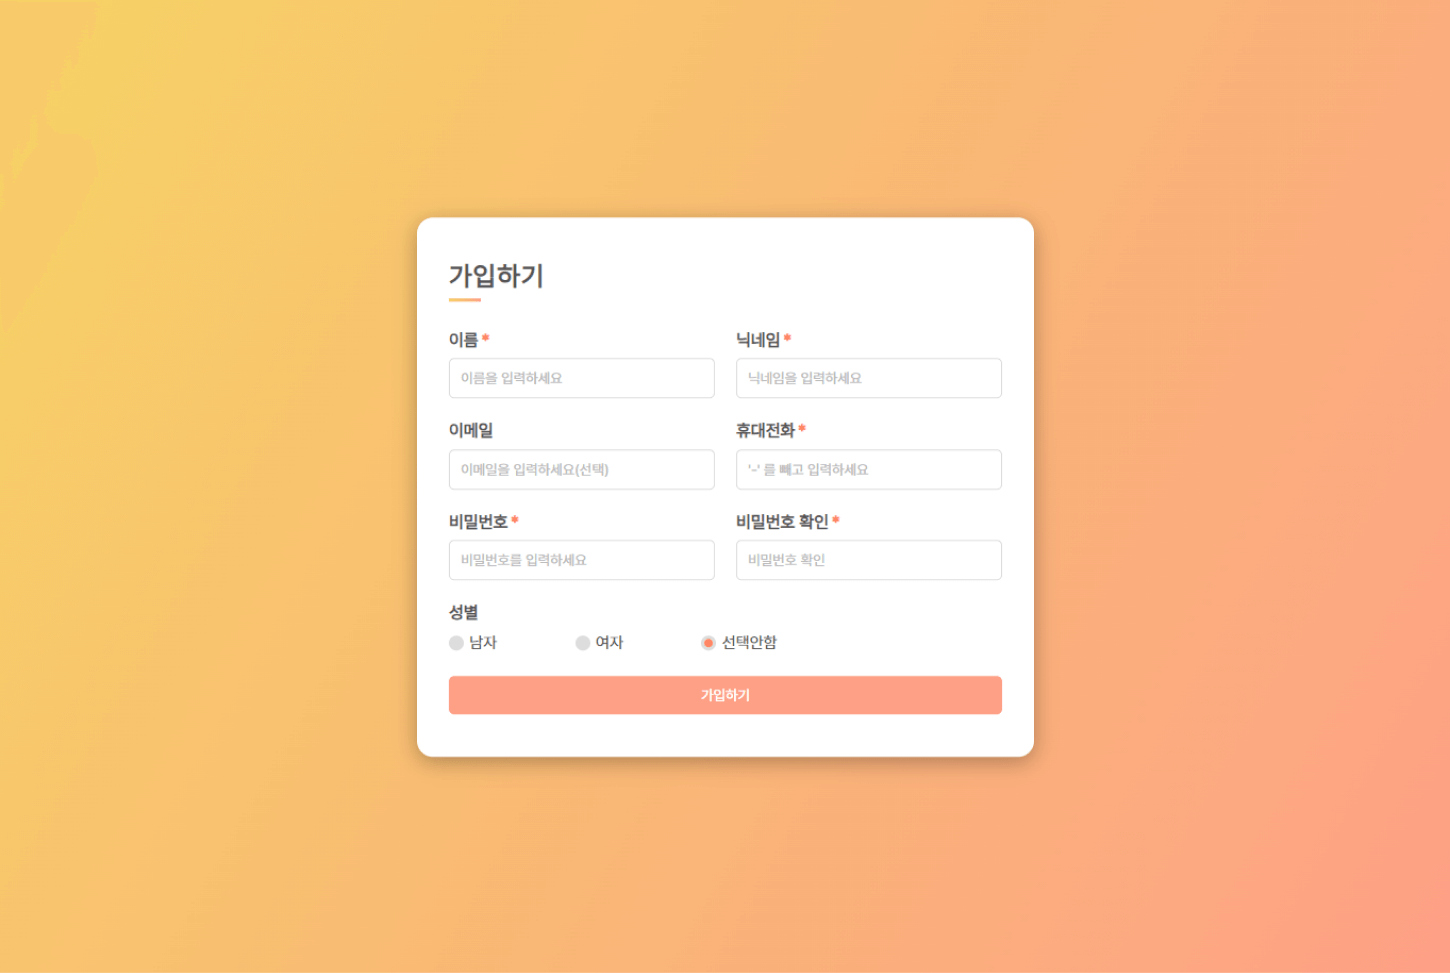 가입하기
이름 *
닉네임 *
이름을 입력하세요
닉네임을 입력하세요
이메일
휴대전화 *
이메일을 입력하세요(선택)
'-' 를 빼고 입력하세요
비밀번호 *
비밀번호 확인 *
비밀번호를 입력하세요
비밀번호 확인
성별
남자
여자
선택안함
가입하기